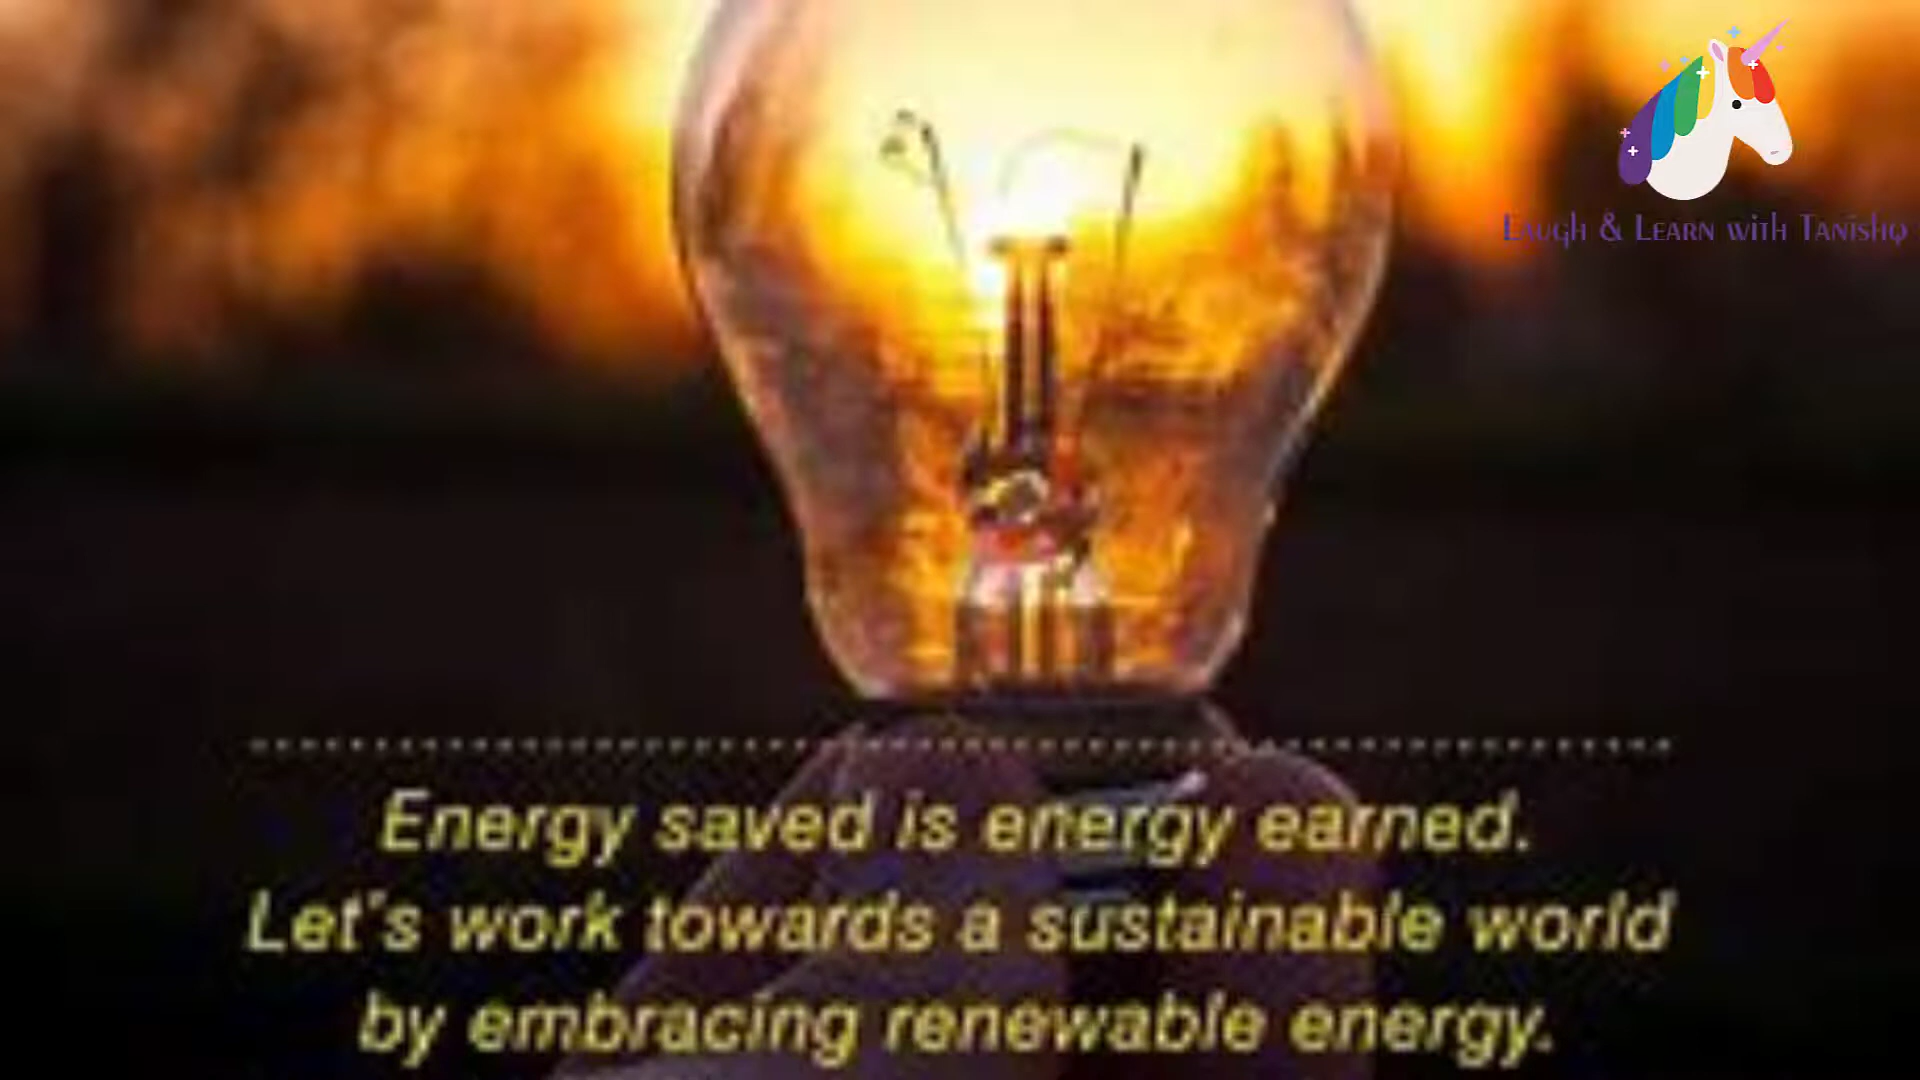 Laugh & Learn with Tanishq
Energy saved is energy earned.
Let's work towards a sustainable world
by embracing renewable energy.